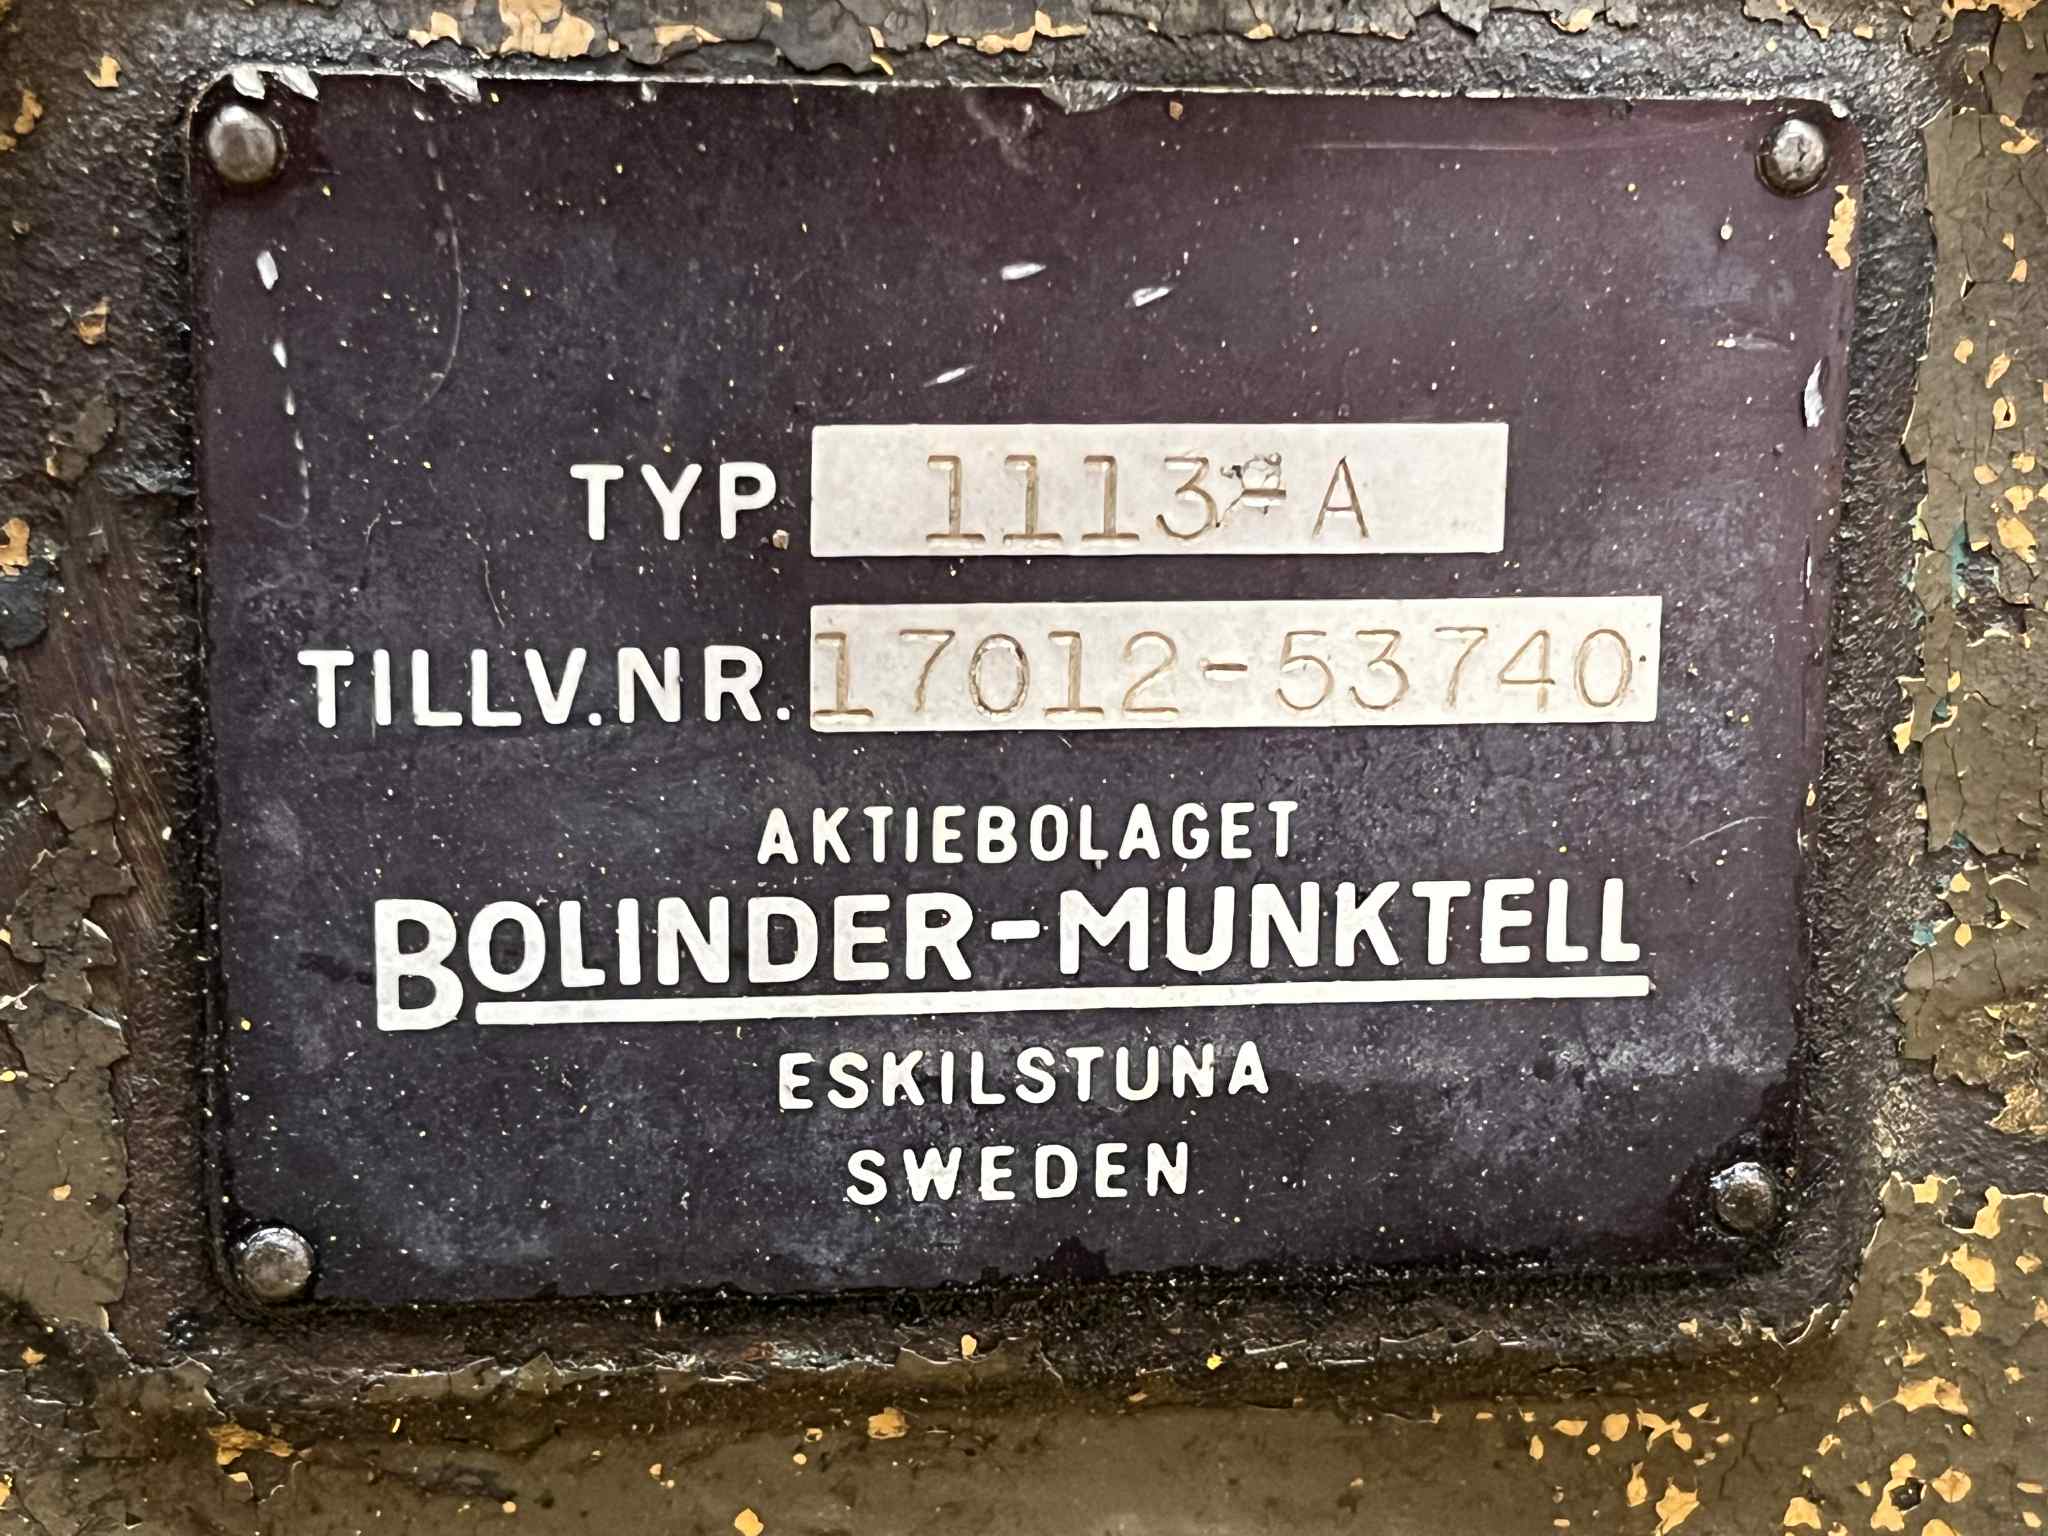 TYP. 1113-A
TILLV.NR. 17012-53740
AKTIEBOLAGET
BOLINDER-MUNKTELL
ESKILSTUNA
SWEDEN